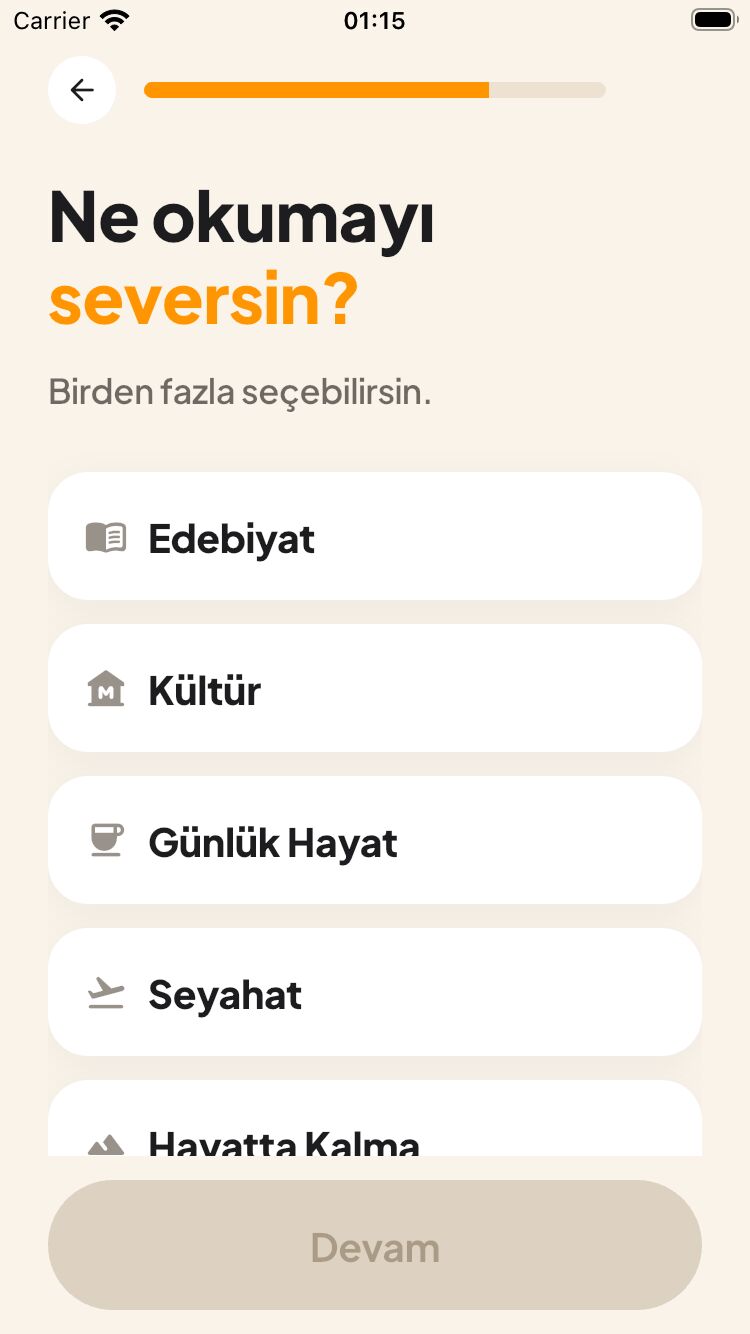 Carrier 01:15
Ne okumayı
seversin?
Birden fazla seçebilirsin.
Edebiyat
Kültür
Günlük Hayat
Seyahat
Hayatta Kalma
Devam